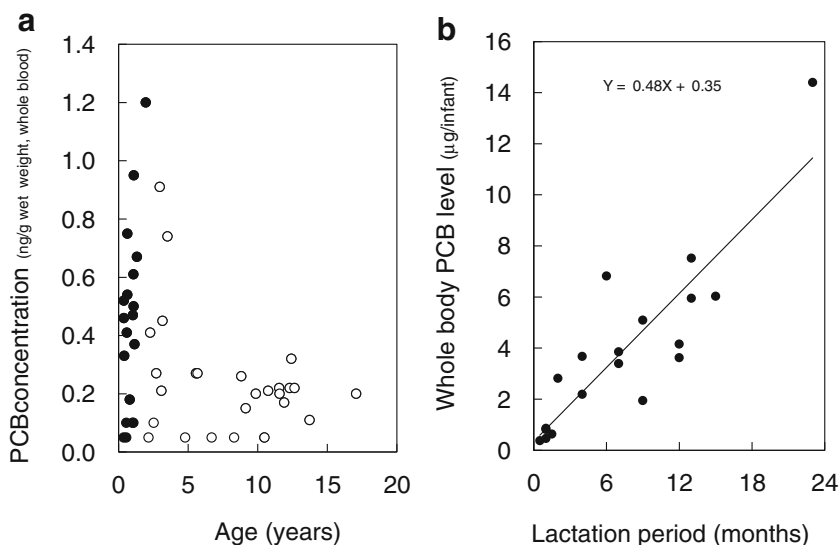 a
PCBconcentration (ng/g wet weight, whole blood)
1.4
1.2
1.0
0.8
0.6
0.4
0.2
0.0
0 5 10 15 20
Age (years)
b
Whole body PCB level (μg/infant)
16
14
12
10
8
6
4
2
0
Y = 0.48X + 0.35
0 6 12 18 24
Lactation period (months)